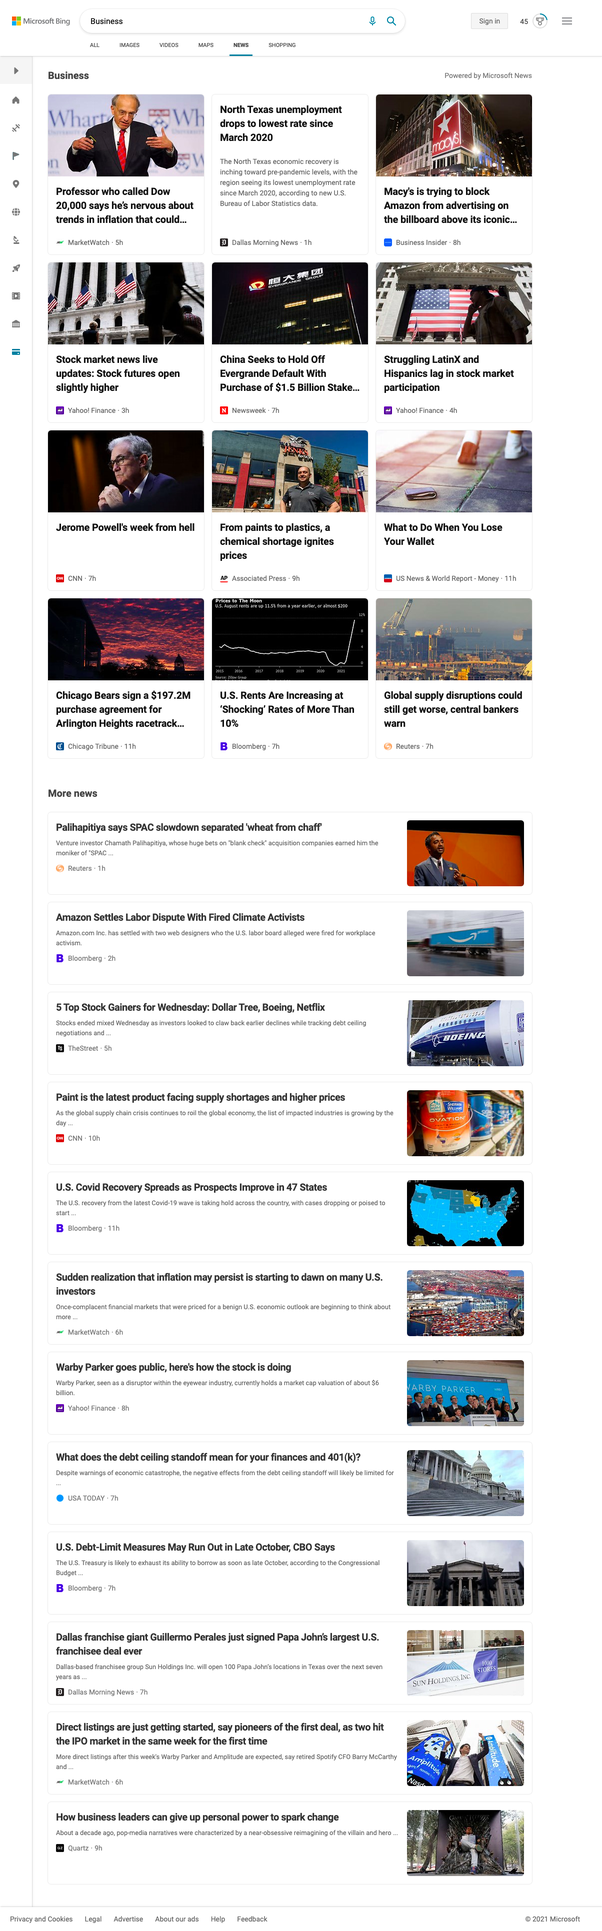 Microsoft Bing
Business
Sign in
45
ALL IMAGES VIDEOS MAPS NEWS SHOPPING
Business
Powered by Microsoft News
Professor who called Dow
20,000 says he's nervous about
trends in inflation that could...
MarketWatch · 5h
North Texas unemployment
drops to lowest rate since
March 2020
The North Texas economic recovery is
inching toward pre-pandemic levels, with the
region seeing its lowest unemployment rate
since March 2020, according to new U.S.
Bureau of Labor Statistics data.
Dallas Morning News · 1h
macy's
Macy's is trying to block
Amazon from advertising on
the billboard above its iconic...
Business Insider · 8h
Stock market news live
updates: Stock futures open
slightly higher
Yahoo! Finance · 3h
恒大集团
China Seeks to Hold Off
Evergrande Default With
Purchase of $1.5 Billion Stake...
Newsweek · 7h
Struggling LatinX and
Hispanics lag in stock market
participation
Yahoo! Finance · 4h
Jerome Powell's week from hell
CNN · 7h
From paints to plastics, a
chemical shortage ignites
prices
Associated Press · 9h
What to Do When You Lose
Your Wallet
US News & World Report - Money · 11h
Chicago Bears sign a $197.2M
purchase agreement for
Arlington Heights racetrack...
Chicago Tribune · 11h
Prices to The Moon
U.S. August rents are up 11.5% from a year earlier, or almost $200
2015 2016 2017 2018 2019 2020 2021
U.S. Rents Are Increasing at
'Shocking' Rates of More Than
10%
Bloomberg · 7h
Global supply disruptions could
still get worse, central bankers
warn
Reuters · 7h
More news
Palihapitiya says SPAC slowdown separated 'wheat from chaff'
Venture investor Chamath Palihapitiya, whose huge bets on "blank check" acquisition companies earned him the
moniker of "SPAC ...
Reuters · 1h
Amazon Settles Labor Dispute With Fired Climate Activists
Amazon.com Inc. has settled with two web designers who the U.S. labor board alleged were fired for workplace
activism.
Bloomberg · 2h
5 Top Stock Gainers for Wednesday: Dollar Tree, Boeing, Netflix
Stocks ended mixed Wednesday as investors looked to claw back earlier declines while tracking debt ceiling
negotiations and ...
TheStreet · 5h
BOEING
Paint is the latest product facing supply shortages and higher prices
As the global supply chain crisis continues to roil the global economy, the list of impacted industries is growing by the
day ...
CNN · 10h
OVATION
U.S. Covid Recovery Spreads as Prospects Improve in 47 States
The U.S. recovery from the latest Covid-19 wave is taking hold across the country, with cases dropping or poised to
start ...
Bloomberg · 11h
Sudden realization that inflation may persist is starting to dawn on many U.S.
investors
Once-complacent financial markets that were priced for a benign U.S. economic outlook are beginning to think about
more ...
MarketWatch · 6h
Warby Parker goes public, here's how the stock is doing
Warby Parker, seen as a disruptor within the eyewear industry, currently holds a market cap valuation of about $6
billion.
Yahoo! Finance · 8h
WARBY PARKER
What does the debt ceiling standoff mean for your finances and 401(k)?
Despite warnings of economic catastrophe, the negative effects from the debt ceiling standoff will likely be limited for
...
USA TODAY · 7h
U.S. Debt-Limit Measures May Run Out in Late October, CBO Says
The U.S. Treasury is likely to exhaust its ability to borrow as soon as late October, according to the Congressional
Budget ...
Bloomberg · 7h
Dallas franchise giant Guillermo Perales just signed Papa John's largest U.S.
franchisee deal ever
Dallas-based franchisee group Sun Holdings Inc. will open 100 Papa John's locations in Texas over the next seven
years as ...
Dallas Morning News · 7h
SUN HOLDINGS, INC
Direct listings are just getting started, say pioneers of the first deal, as two hit
the IPO market in the same week for the first time
More direct listings after this week's Warby Parker and Amplitude are expected, say retired Spotify CFO Barry McCarthy
and ...
MarketWatch · 6h
Amplitude
How business leaders can give up personal power to spark change
About a decade ago, pop-media narratives were characterized by a near-obsessive reimagining of the villain and hero ...
Quartz · 9h
Privacy and Cookies Legal Advertise About our ads Help Feedback
© 2021 Microsoft